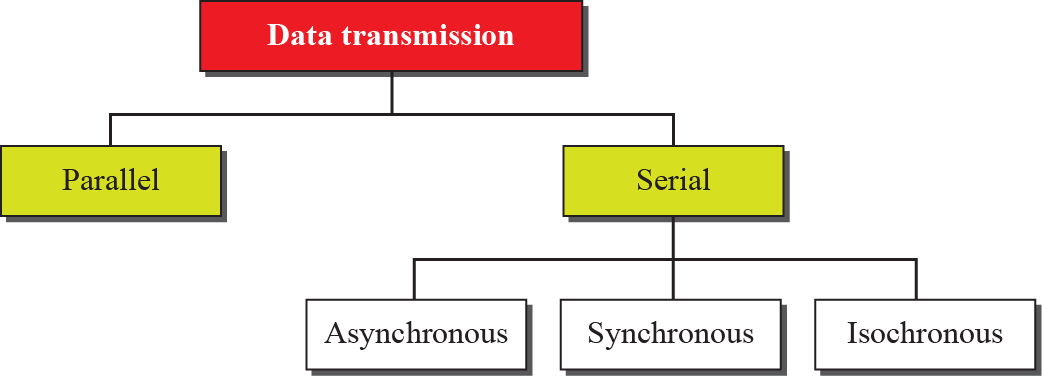 Data transmission
Parallel
Serial
Asynchronous
Synchronous
Isochronous